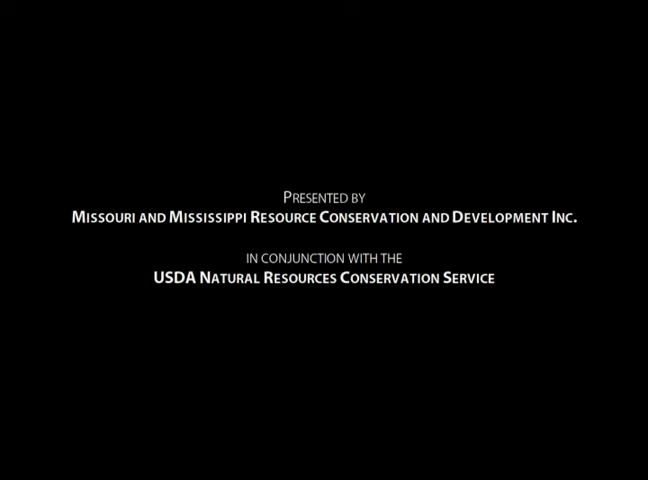 Presented by
Missouri and Mississippi Resource Conservation and Development Inc.
in conjunction with the
USDA Natural Resources Conservation Service